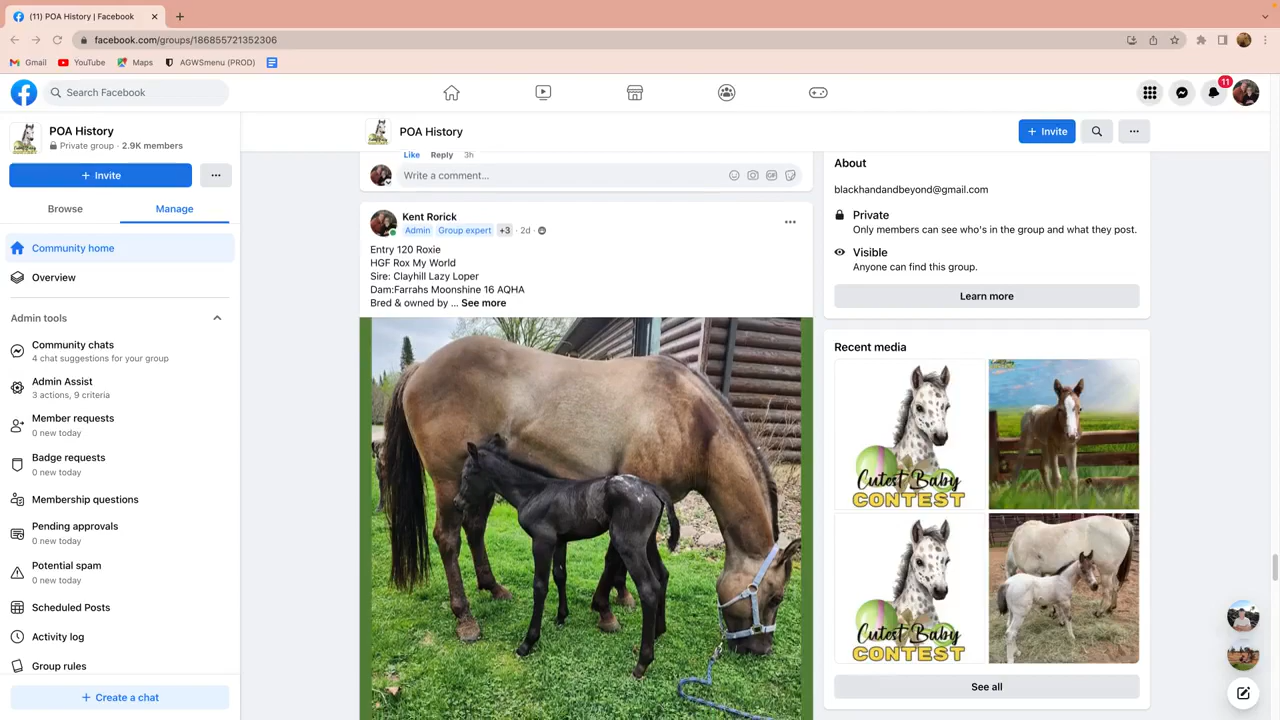 (11) POA History | Facebook
facebook.com/groups/186855721352306
Gmail YouTube Maps AGWSmenu (PROD)
Search Facebook
11
POA History
Private group · 2.9K members
+ Invite
Browse Manage
Community home
Overview
Admin tools
Community chats
4 chat suggestions for your group
Admin Assist
3 actions, 9 criteria
Member requests
0 new today
Badge requests
0 new today
Membership questions
Pending approvals
0 new today
Potential spam
0 new today
Scheduled Posts
Activity log
Group rules
+ Create a chat
POA History
+ Invite
Like Reply 3h
Write a comment...
GIF
Kent Rorick
Admin Group expert +3 · 2d ·
Entry 120 Roxie
HGF Rox My World
Sire: Clayhill Lazy Loper
Dam:Farrahs Moonshine 16 AQHA
Bred & owned by ... See more
About
blackhandandbeyond@gmail.com
Private
Only members can see who's in the group and what they post.
Visible
Anyone can find this group.
Learn more
Recent media
Cutest Baby
CONTEST
Cutest Baby
CONTEST
See all